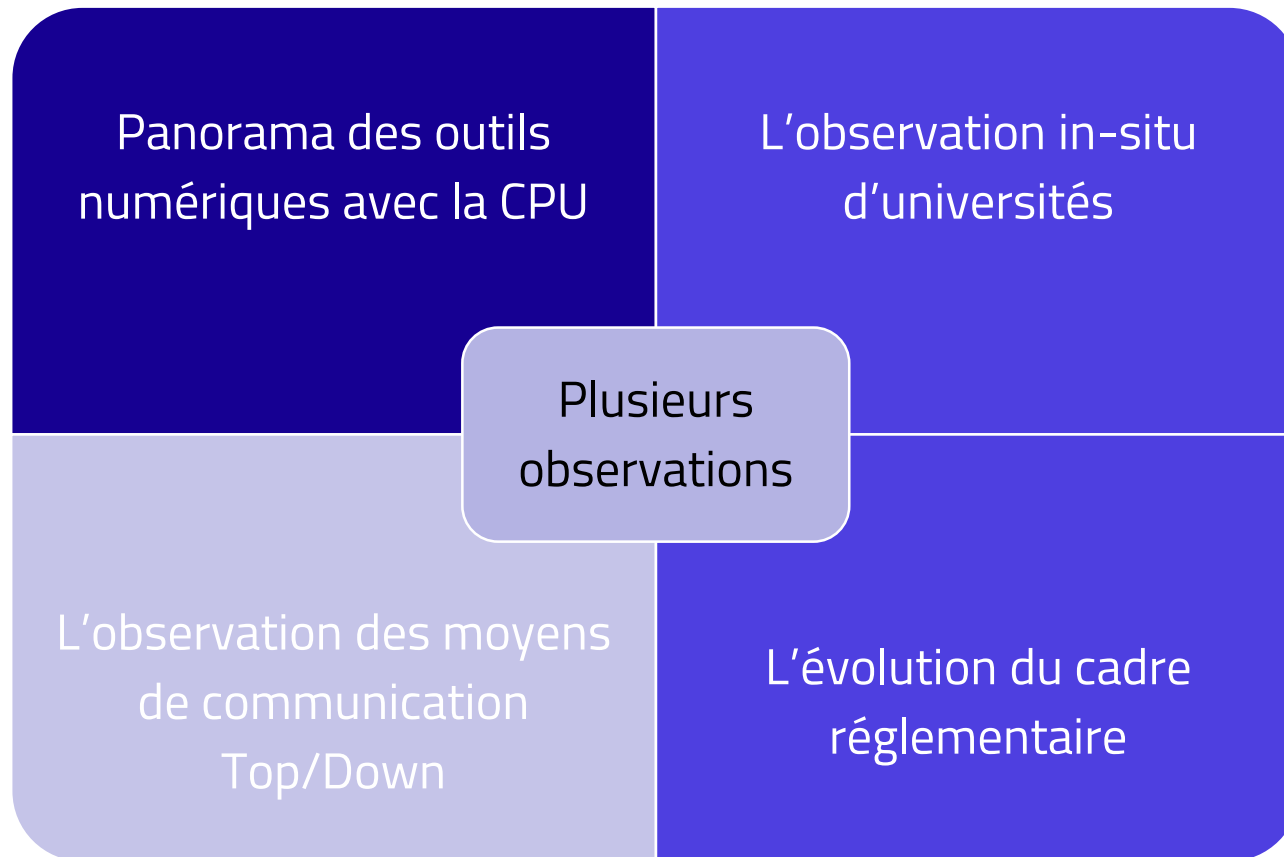 Panorama des outils
numériques avec la CPU
L’observation in-situ
d’universités
Plusieurs
observations
L’observation des moyens
de communication
Top/Down
L’évolution du cadre
réglementaire